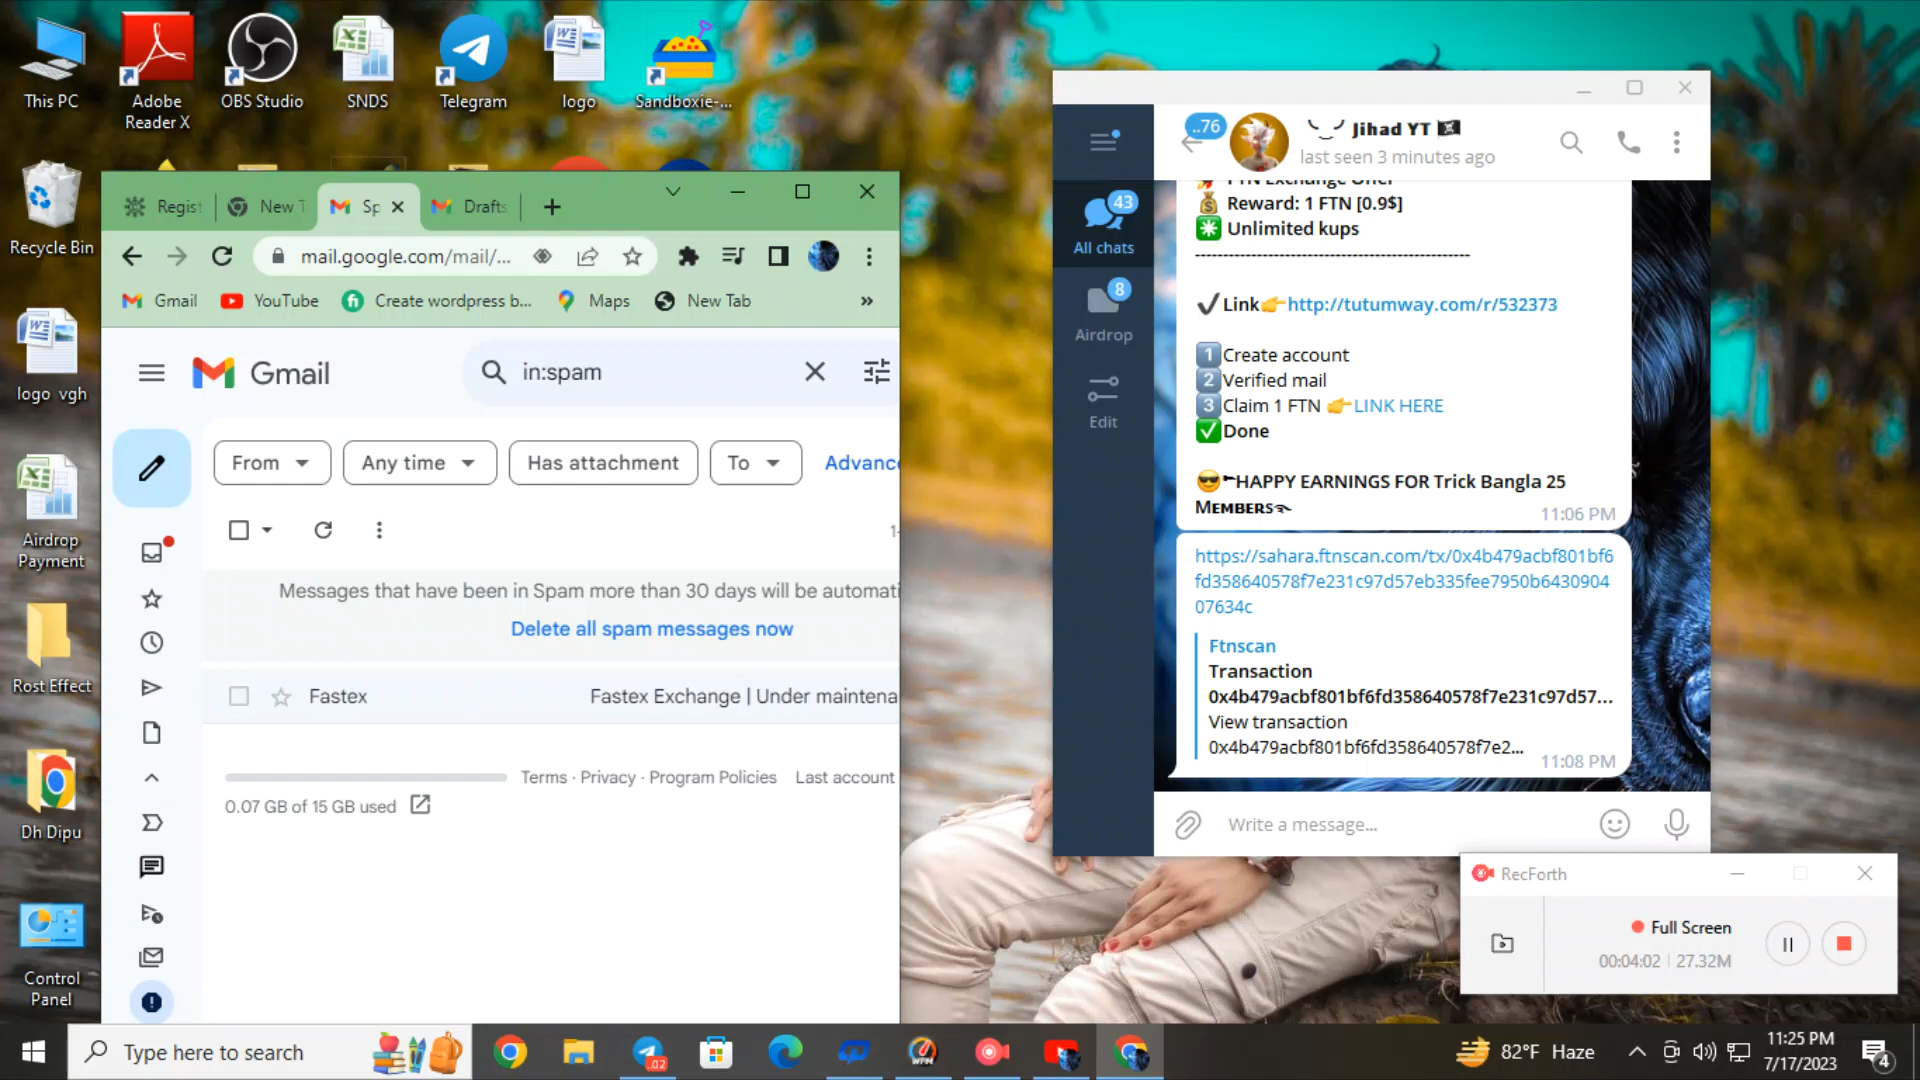 This PC
Adobe
Reader X
OBS Studio
SNDS
Telegram
logo
Sandboxie-...
Recycle Bin
logo vgh
Airdrop
Payment
Rost Effect
Dh Dipu
Control
Panel
Regist
New T
Sp
Drafts
mail.google.com/mail/...
Gmail
YouTube
Create wordpress b...
Maps
New Tab
»
Gmail
in:spam
From
Any time
Has attachment
To
Advanc
1-
Messages that have been in Spam more than 30 days will be automati
Delete all spam messages now
Fastex
Fastex Exchange | Under maintena
Terms · Privacy · Program Policies
Last account
0.07 GB of 15 GB used
..76
Jihad YT
last seen 3 minutes ago
43
All chats
8
Airdrop
Edit
FTN Exchange Offer
Reward: 1 FTN [0.9$]
Unlimited kups
--------------------------------------------------
Link http://tutumway.com/r/532373
1 Create account
2 Verified mail
3 Claim 1 FTN LINK HERE
Done
HAPPY EARNINGS FOR Trick Bangla 25
Members
11:06 PM
https://sahara.ftnscan.com/tx/0x4b479acbf801bf6
fd358640578f7e231c97d57eb335fee7950b6430904
07634c
Ftnscan
Transaction
0x4b479acbf801bf6fd358640578f7e231c97d57...
View transaction
0x4b479acbf801bf6fd358640578f7e2...
11:08 PM
Write a message...
RecForth
Full Screen
00:04:02 | 27.32M
Type here to search
.02
82°F Haze
11:25 PM
7/17/2023
4